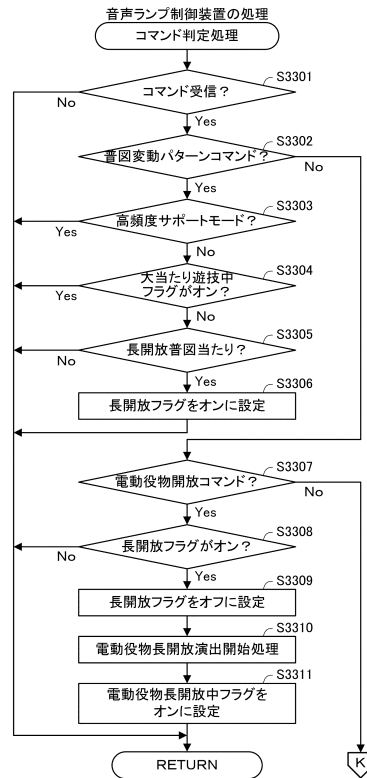 音声ランプ制御装置の処理
コマンド判定処理
S3301
コマンド受信？
No
Yes
S3302
普図変動パターンコマンド？
No
Yes
S3303
高頻度サポートモード？
Yes
No
S3304
大当たり遊技中
フラグがオン？
Yes
No
S3305
長開放普図当たり？
No
Yes
S3306
長開放フラグをオンに設定
S3307
電動役物開放コマンド？
No
Yes
S3308
長開放フラグがオン？
No
Yes
S3309
長開放フラグをオフに設定
S3310
電動役物長開放演出開始処理
S3311
電動役物長開放中フラグを
オンに設定
RETURN
K